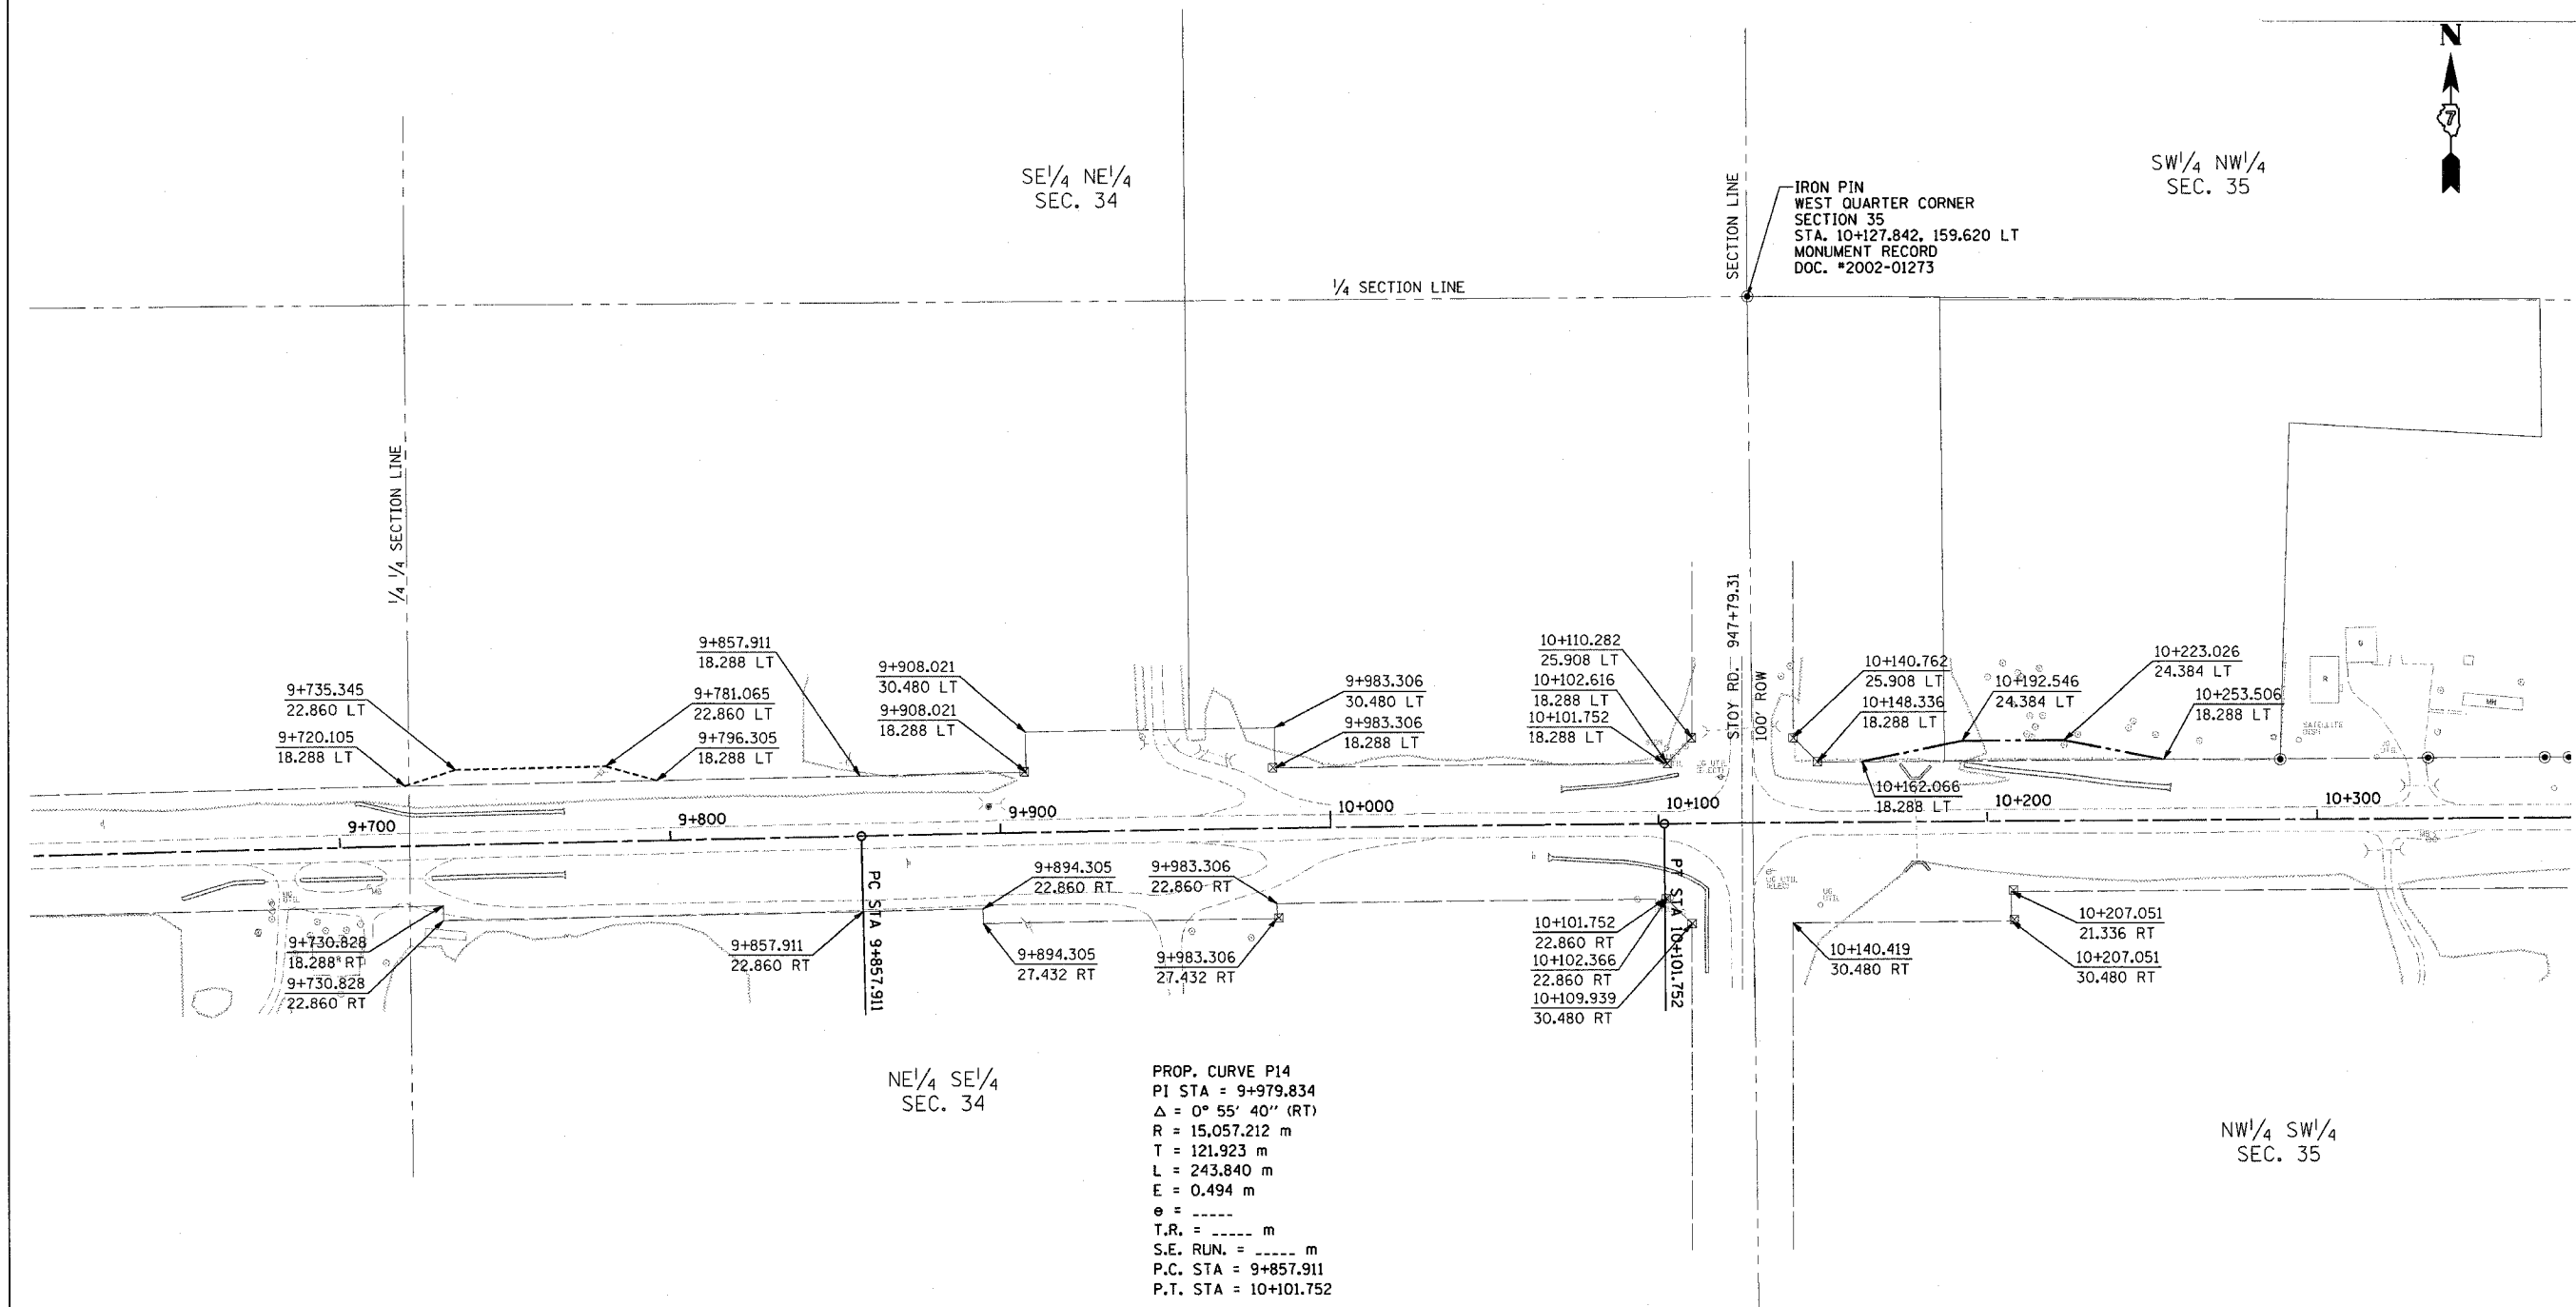 N
7
SE1/4 NE1/4
SEC. 34
SW1/4 NW1/4
SEC. 35
SECTION LINE
IRON PIN
WEST QUARTER CORNER
SECTION 35
STA. 10+127.842, 159.620 LT
MONUMENT RECORD
DOC. #2002-01273
1/4 SECTION LINE
1/4 1/4 SECTION LINE
9+735.345
22.860 LT
9+720.105
18.288 LT
9+857.911
18.288 LT
9+781.065
22.860 LT
9+796.305
18.288 LT
9+908.021
30.480 LT
9+908.021
18.288 LT
9+983.306
30.480 LT
9+983.306
18.288 LT
10+110.282
25.908 LT
10+102.616
18.288 LT
10+101.752
18.288 LT
STOY RD. 947+79.31
100' ROW
10+140.762
25.908 LT
10+148.336
18.288 LT
10+192.546
24.384 LT
10+223.026
24.384 LT
10+253.506
18.288 LT
10+162.066
18.288 LT
SATELLITE
DISH
MH
R
G
9+700
9+800
9+900
10+000
10+100
10+200
10+300
PC STA 9+857.911
PT STA 10+101.752
9+730.828
18.288 RT
9+730.828
22.860 RT
9+857.911
22.860 RT
9+894.305
22.860 RT
9+894.305
27.432 RT
9+983.306
22.860 RT
9+983.306
27.432 RT
10+101.752
22.860 RT
10+102.366
22.860 RT
10+109.939
30.480 RT
UG UTIL
(ELEC)
UG
UTIL
10+140.419
30.480 RT
10+207.051
21.336 RT
10+207.051
30.480 RT
NE1/4 SE1/4
SEC. 34
PROP. CURVE P14
PI STA = 9+979.834
Δ = 0° 55' 40'' (RT)
R = 15,057.212 m
T = 121.923 m
L = 243.840 m
E = 0.494 m
e = -----
T.R. = ----- m
S.E. RUN. = ----- m
P.C. STA = 9+857.911
P.T. STA = 10+101.752
NW1/4 SW1/4
SEC. 35